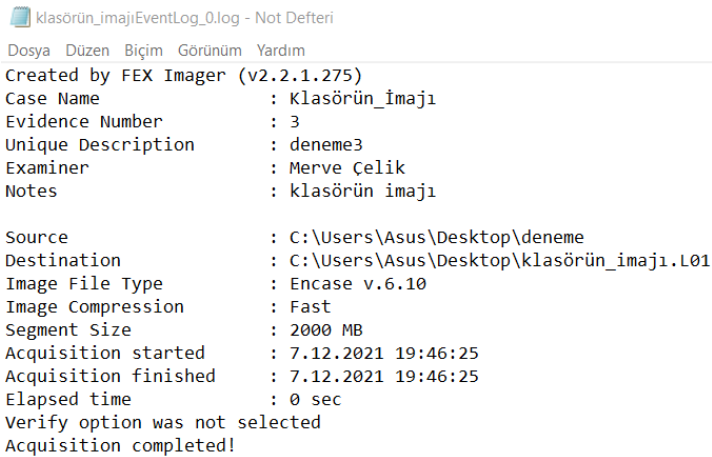 klasörün_imajıEventLog_0.log - Not Defteri
Dosya Düzen Biçim Görünüm Yardım
Created by FEX Imager (v2.2.1.275)
Case Name : Klasörün_İmajı
Evidence Number : 3
Unique Description : deneme3
Examiner : Merve Çelik
Notes : klasörün imajı
Source : C:\Users\Asus\Desktop\deneme
Destination : C:\Users\Asus\Desktop\klasörün_imajı.L01
Image File Type : Encase v.6.10
Image Compression : Fast
Segment Size : 2000 MB
Acquisition started : 7.12.2021 19:46:25
Acquisition finished : 7.12.2021 19:46:25
Elapsed time : 0 sec
Verify option was not selected
Acquisition completed!